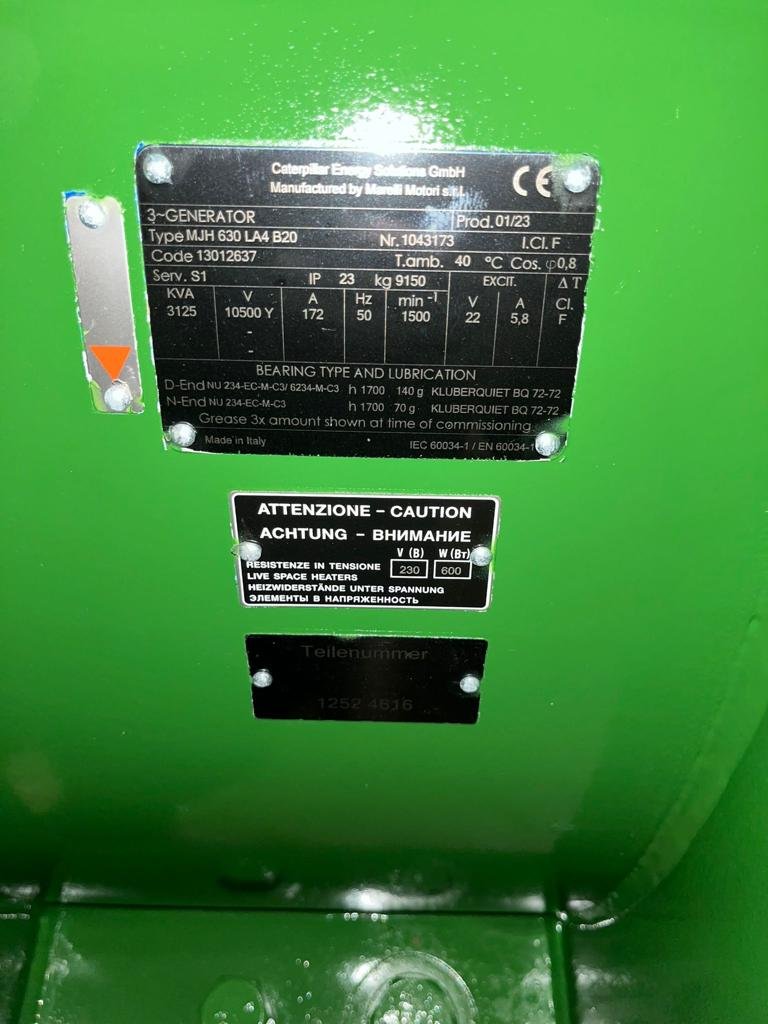 Caterpillar Energy Solutions GmbH
Manufactured by Marelli Motori s.r.l.
CE
3~GENERATOR Prod. 01/23
Type MJH 630 LA4 B20 Nr. 1043173 I.Cl. F
Code 13012637 T.amb. 40 °C Cos. φ 0,8
Serv. S1 IP 23 kg 9150 EXCIT. Δ T
KVA V A Hz min -1 V A Cl.
3125 10500 Y 172 50 1500 22 5,8 F
-
-
BEARING TYPE AND LUBRICATION
D-End NU 234-EC-M-C3/ 6234-M-C3 h 1700 140 g KLUBERQUIET BQ 72-72
N-End NU 234-EC-M-C3 h 1700 70 g KLUBERQUIET BQ 72-72
Grease 3x amount shown at time of commissioning
Made in Italy IEC 60034-1 / EN 60034-1
ATTENZIONE - CAUTION
ACHTUNG - ВНИМАНИЕ
V (В) W (Вт)
RESISTENZE IN TENSIONE 230 600
LIVE SPACE HEATERS
HEIZWIDERSTÄNDE UNTER SPANNUNG
ЭЛЕМЕНТЫ В НАПРЯЖЕННОСТЬ
Teilenummer
1252 4616